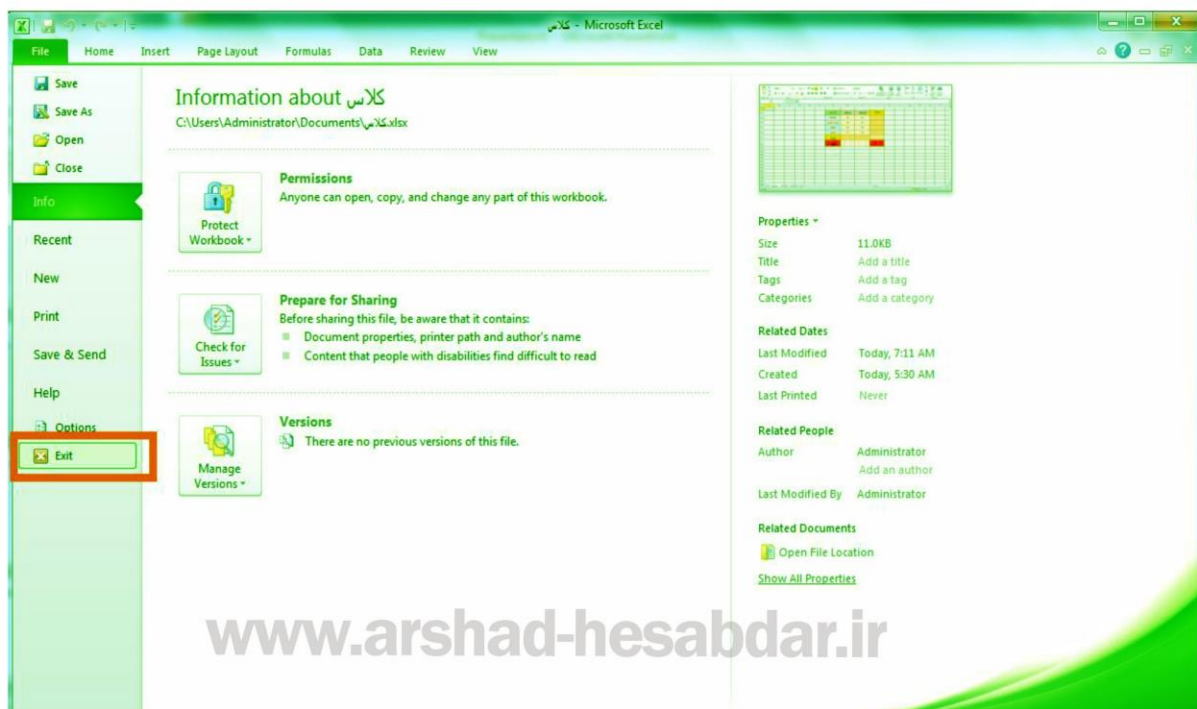 کلاس - Microsoft Excel
File Home Insert Page Layout Formulas Data Review View
Save
Save As
Open
Close
Info
Recent
New
Print
Save & Send
Help
Options
Exit
Information about کلاس
C:\Users\Administrator\Documents\کلاس.xlsx
Protect
Workbook
Permissions
Anyone can open, copy, and change any part of this workbook.
Check for
Issues
Prepare for Sharing
Before sharing this file, be aware that it contains:
Document properties, printer path and author's name
Content that people with disabilities find difficult to read
Manage
Versions
Versions
There are no previous versions of this file.
Properties
Size 11.0KB
Title Add a title
Tags Add a tag
Categories Add a category
Related Dates
Last Modified Today, 7:11 AM
Created Today, 5:30 AM
Last Printed Never
Related People
Author Administrator
Add an author
Last Modified By Administrator
Related Documents
Open File Location
Show All Properties
www.arshad-hesabdar.ir